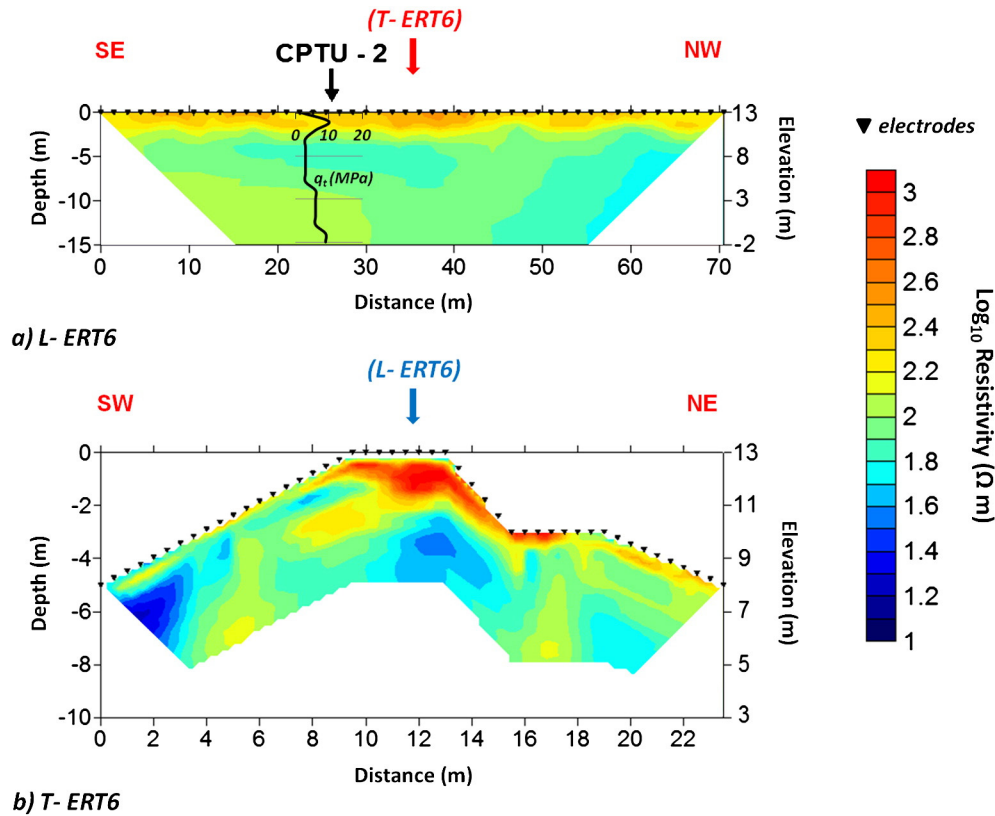 (T- ERT6)
SE
CPTU - 2
NW
0
-5
-10
-15
Depth (m)
0 10 20
qt (MPa)
13
8
3
-2
Elevation (m)
0 10 20 30 40 50 60 70
Distance (m)
a) L- ERT6
(L- ERT6)
SW
NE
0
-2
-4
-6
-8
-10
Depth (m)
13
11
9
7
5
3
Elevation (m)
0 2 4 6 8 10 12 14 16 18 20 22
Distance (m)
b) T- ERT6
electrodes
3
2.8
2.6
2.4
2.2
2
1.8
1.6
1.4
1.2
1
Log10 Resistivity (Ω m)